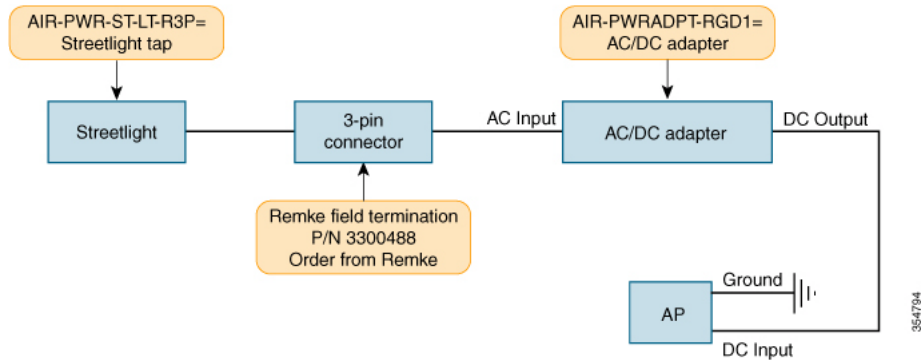 AIR-PWR-ST-LT-R3P=
Streetlight tap
AIR-PWRADPT-RGD1=
AC/DC adapter
Streetlight
3-pin
connector
AC Input
AC/DC adapter
DC Output
Remke field termination
P/N 3300488
Order from Remke
Ground
AP
DC Input
354794